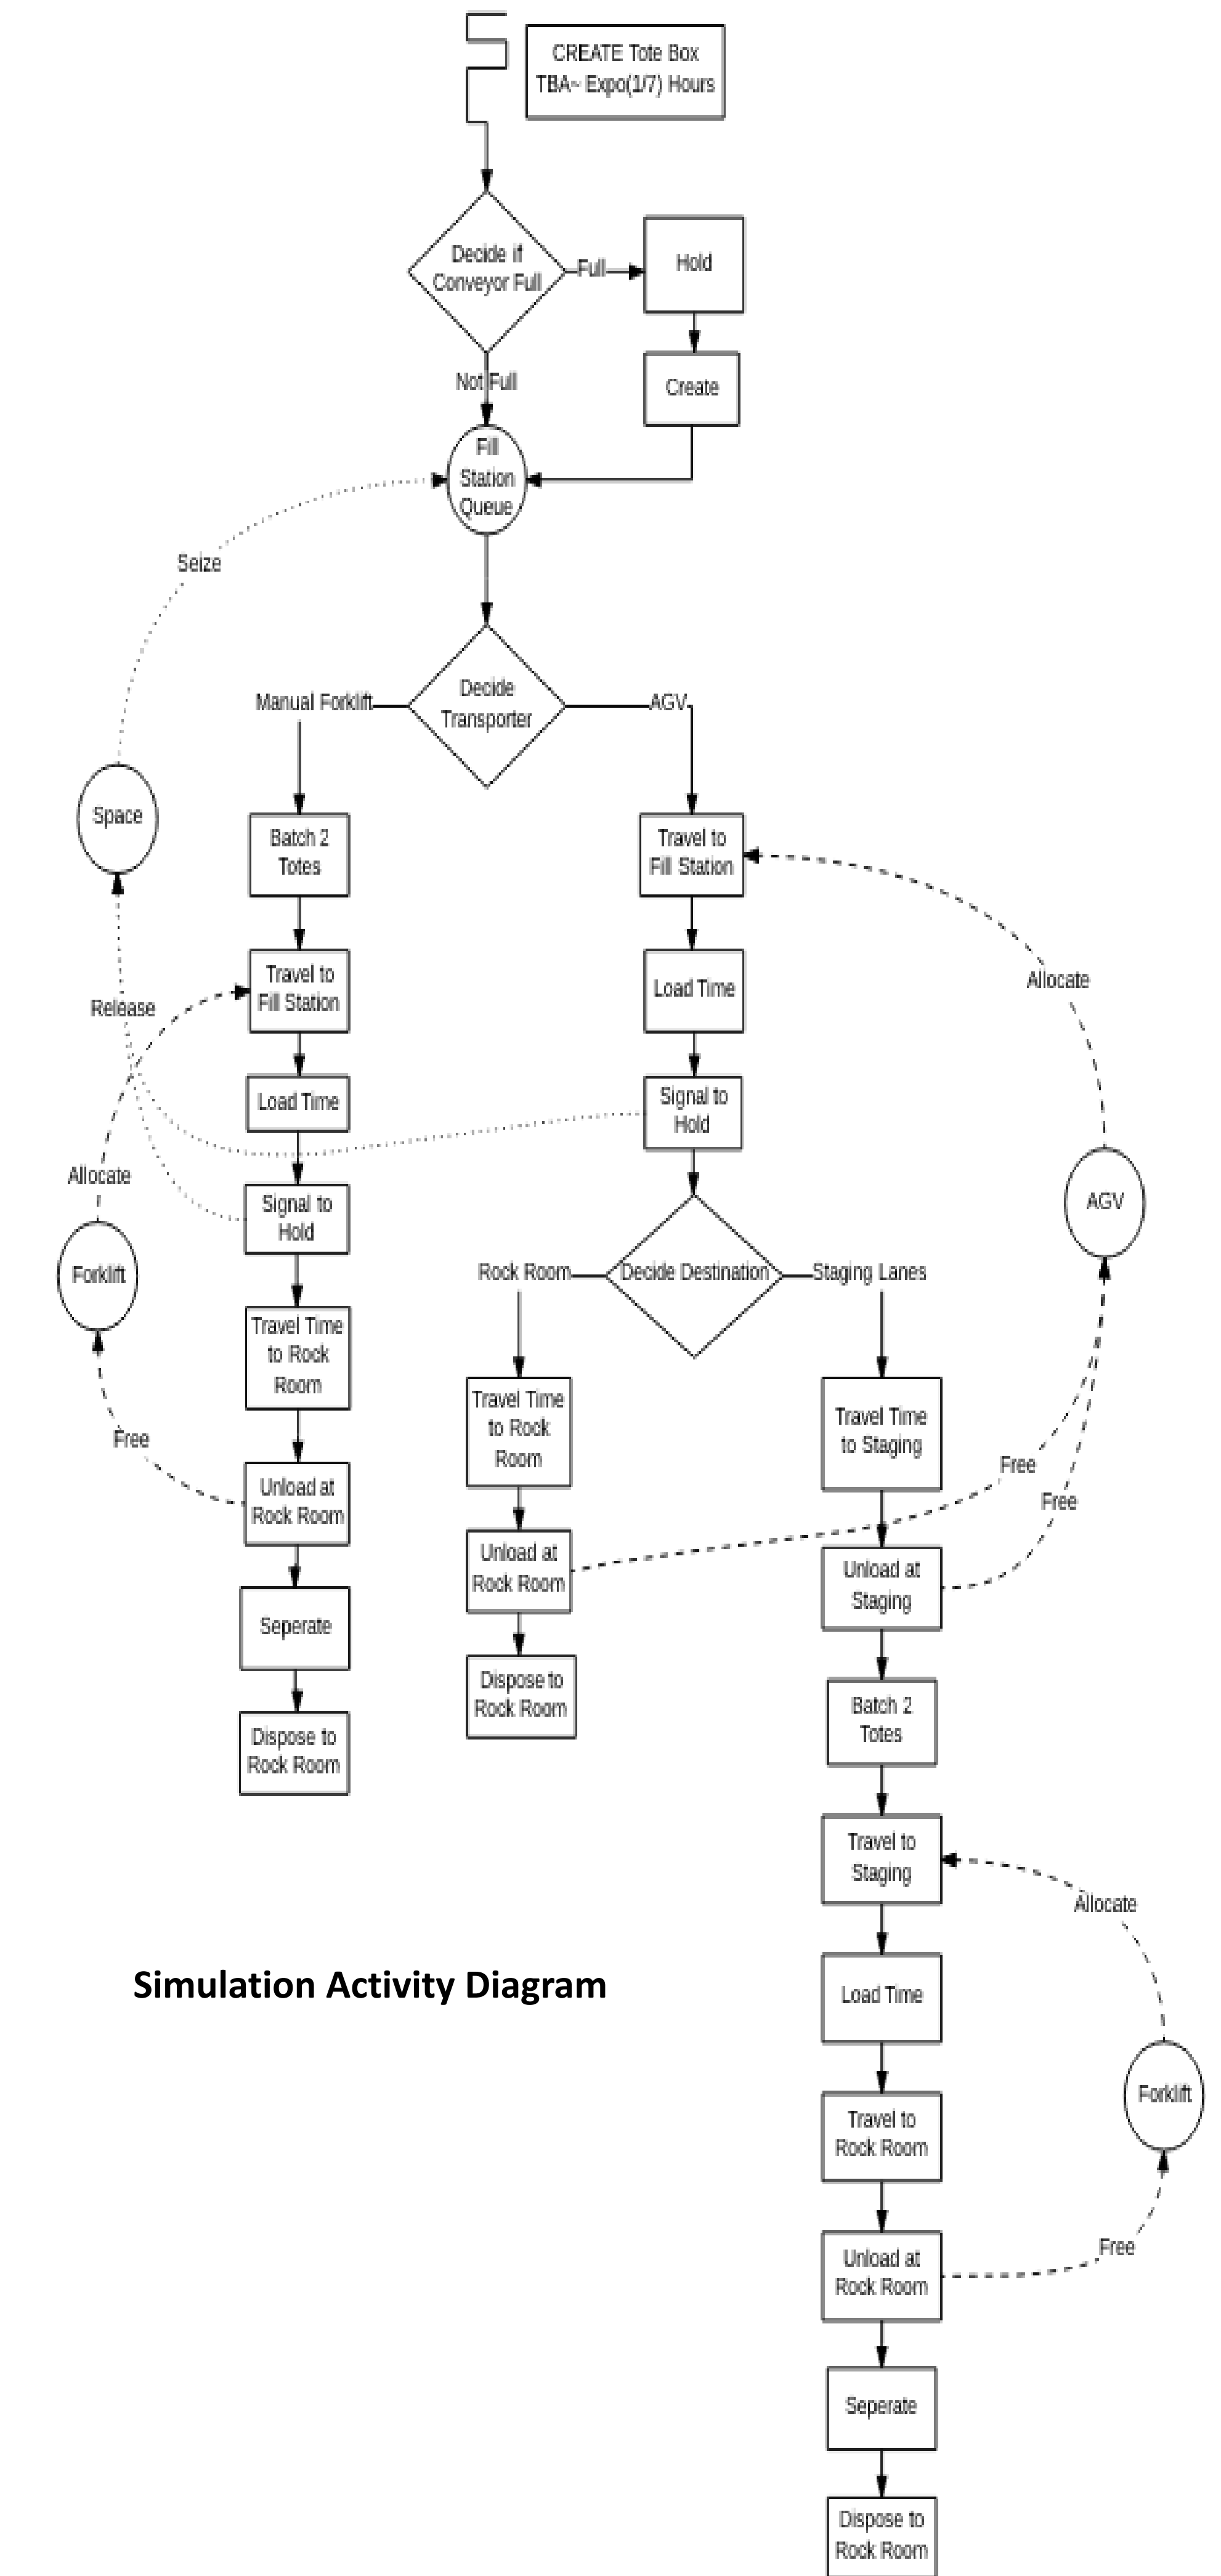 CREATE Tote Box
TBA~ Expo(1/7) Hours
Decide if
Conveyor Full
Full
Hold
Not Full
Create
Fill
Station
Queue
Seize
Decide
Transporter
Manual Forklift
AGV
Space
Batch 2
Totes
Travel to
Fill Station
Allocate
Travel to
Fill Station
Load Time
Release
Load Time
Signal to
Hold
Allocate
Signal to
Hold
AGV
Forklift
Rock Room
Decide Destination
Staging Lanes
Travel Time
to Rock
Room
Travel Time
to Rock
Room
Travel Time
to Staging
Free
Free
Free
Unload at
Rock Room
Unload at
Rock Room
Unload at
Staging
Seperate
Dispose to
Rock Room
Batch 2
Totes
Dispose to
Rock Room
Travel to
Staging
Allocate
Simulation Activity Diagram
Load Time
Forklift
Travel to
Rock Room
Free
Unload at
Rock Room
Seperate
Dispose to
Rock Room